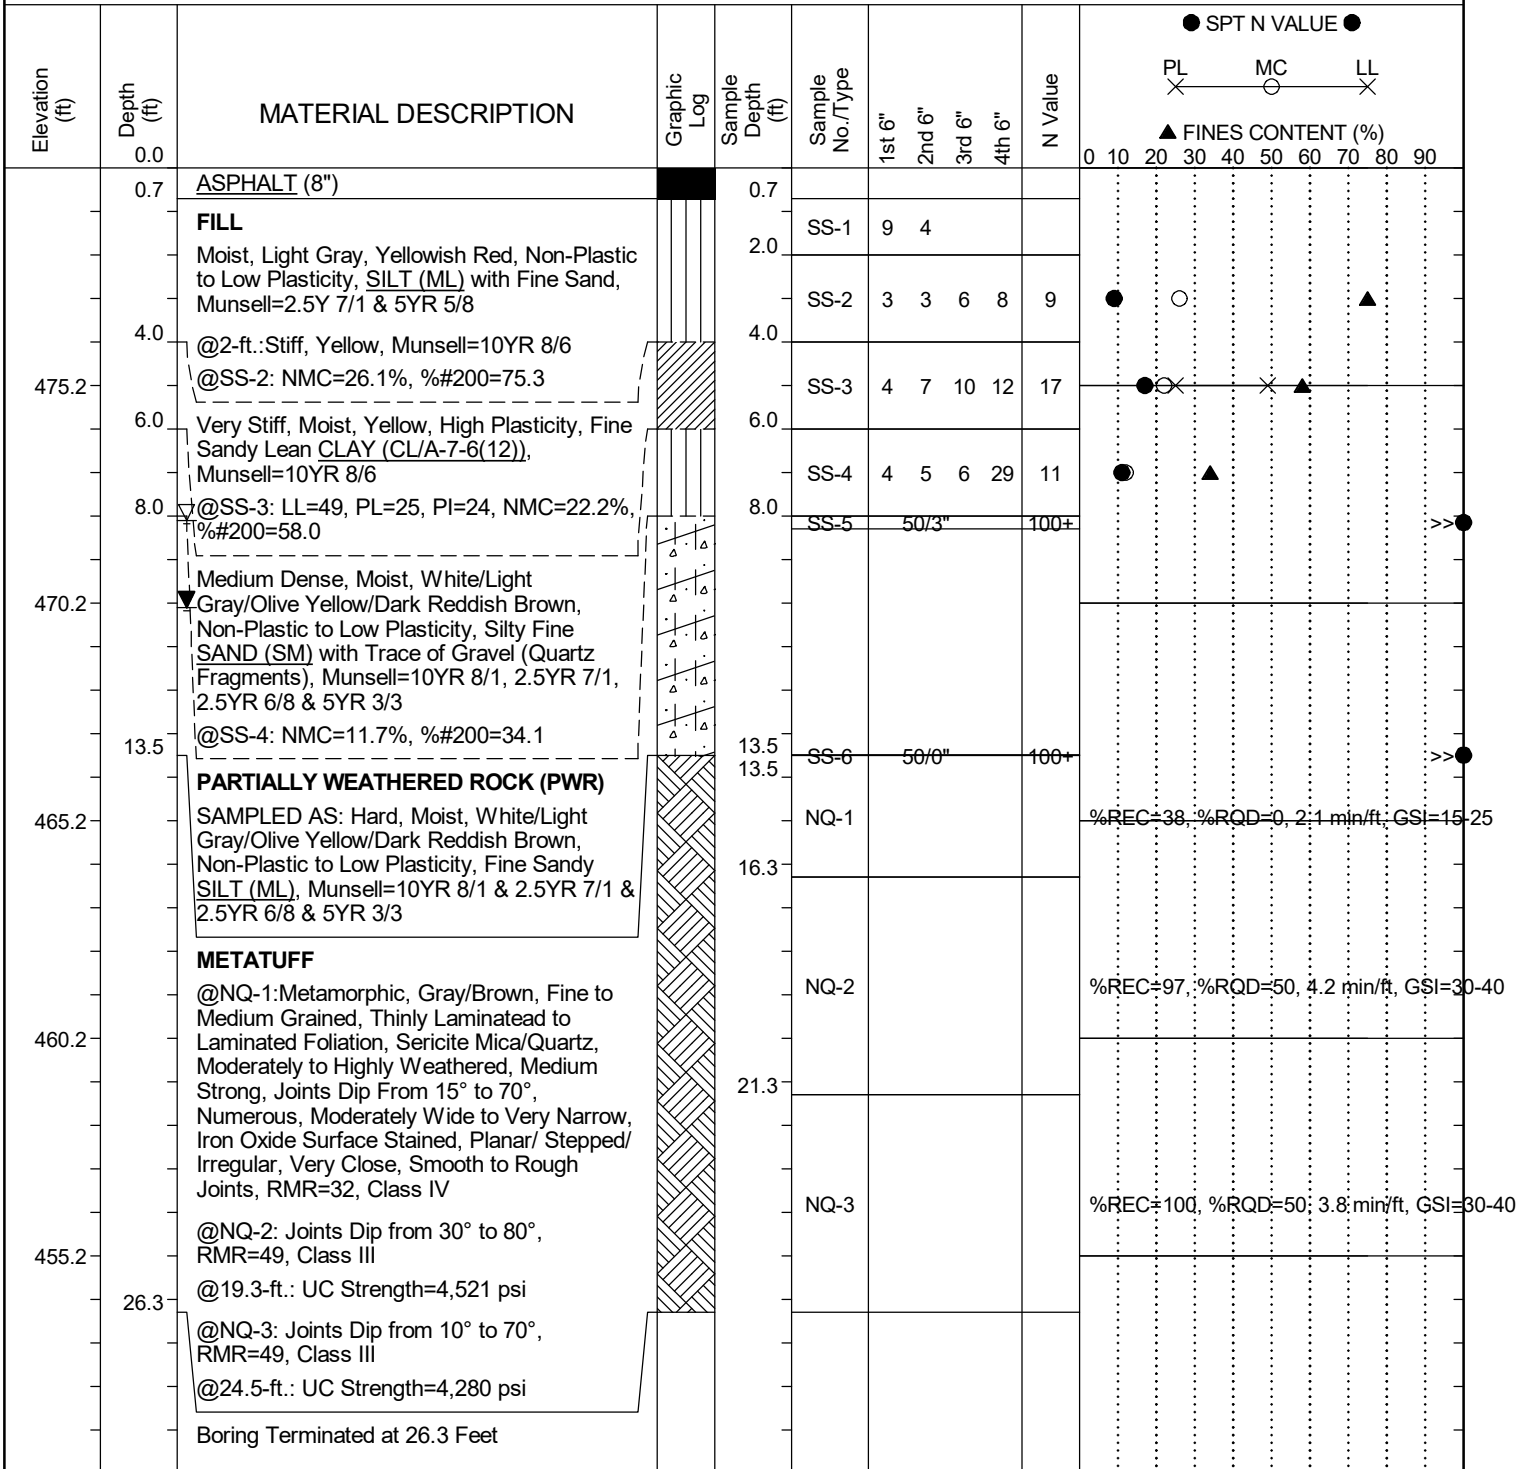 ● SPT N VALUE ●
PL MC LL
▲ FINES CONTENT (%)
0 10 20 30 40 50 60 70 80 90
Elevation (ft)
Depth (ft)
0.0
MATERIAL DESCRIPTION
Graphic Log
Sample Depth (ft)
Sample No./Type
1st 6"
2nd 6"
3rd 6"
4th 6"
N Value
0.7 ASPHALT (8") 0.7
FILL
SS-1 9 4
2.0
Moist, Light Gray, Yellowish Red, Non-Plastic
to Low Plasticity, SILT (ML) with Fine Sand,
Munsell=2.5Y 7/1 & 5YR 5/8
SS-2 3 3 6 8 9
4.0 4.0
@2-ft.:Stiff, Yellow, Munsell=10YR 8/6
@SS-2: NMC=26.1%, %#200=75.3
475.2 SS-3 4 7 10 12 17
6.0 6.0
Very Stiff, Moist, Yellow, High Plasticity, Fine
Sandy Lean CLAY (CL/A-7-6(12)),
Munsell=10YR 8/6
SS-4 4 5 6 29 11
8.0 8.0
@SS-3: LL=49, PL=25, PI=24, NMC=22.2%,
%#200=58.0
SS-5 50/3" 100+ >>
Medium Dense, Moist, White/Light
470.2 Gray/Olive Yellow/Dark Reddish Brown,
Non-Plastic to Low Plasticity, Silty Fine
SAND (SM) with Trace of Gravel (Quartz
Fragments), Munsell=10YR 8/1, 2.5YR 7/1,
2.5YR 6/8 & 5YR 3/3
@SS-4: NMC=11.7%, %#200=34.1
13.5 13.5
SS-6 50/0" 100+ >>
13.5
PARTIALLY WEATHERED ROCK (PWR)
SAMPLED AS: Hard, Moist, White/Light
465.2 Gray/Olive Yellow/Dark Reddish Brown,
NQ-1 %REC=38, %RQD=0, 2.1 min/ft, GSI=15-25
Non-Plastic to Low Plasticity, Fine Sandy
16.3
SILT (ML), Munsell=10YR 8/1 & 2.5YR 7/1 &
2.5YR 6/8 & 5YR 3/3
METATUFF
NQ-2 %REC=97, %RQD=50, 4.2 min/ft, GSI=30-40
@NQ-1:Metamorphic, Gray/Brown, Fine to
Medium Grained, Thinly Laminatead to
460.2 Laminated Foliation, Sericite Mica/Quartz,
Moderately to Highly Weathered, Medium
21.3
Strong, Joints Dip From 15° to 70°,
Numerous, Moderately Wide to Very Narrow,
Iron Oxide Surface Stained, Planar/ Stepped/
Irregular, Very Close, Smooth to Rough
Joints, RMR=32, Class IV
NQ-3 %REC=100, %RQD=50, 3.8 min/ft, GSI=30-40
@NQ-2: Joints Dip from 30° to 80°,
455.2 RMR=49, Class III
@19.3-ft.: UC Strength=4,521 psi
26.3
@NQ-3: Joints Dip from 10° to 70°,
RMR=49, Class III
@24.5-ft.: UC Strength=4,280 psi
Boring Terminated at 26.3 Feet